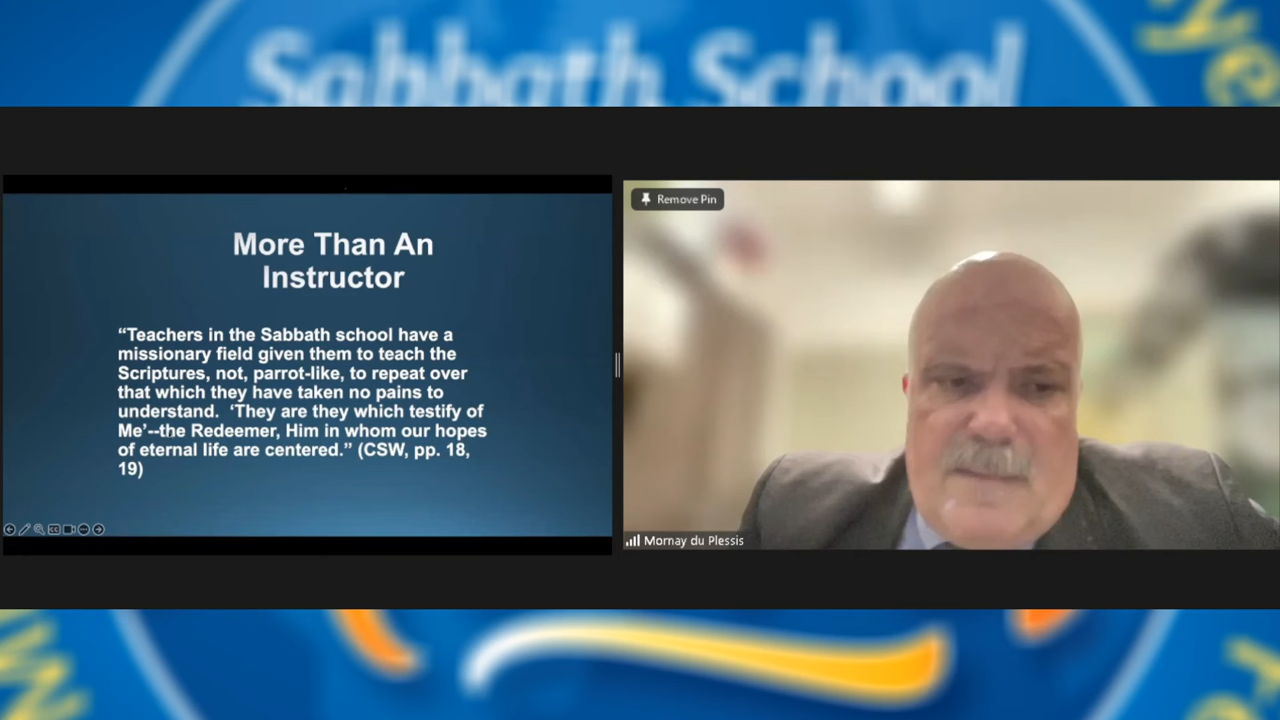 Sabbath School
ye
Remove Pin
More Than An
Instructor
“Teachers in the Sabbath school have a
missionary field given them to teach the
Scriptures, not, parrot-like, to repeat over
that which they have taken no pains to
understand.  ‘They are they which testify of
Me’--the Redeemer, Him in whom our hopes
of eternal life are centered.” (CSW, pp. 18,
19)
Mornay du Plessis